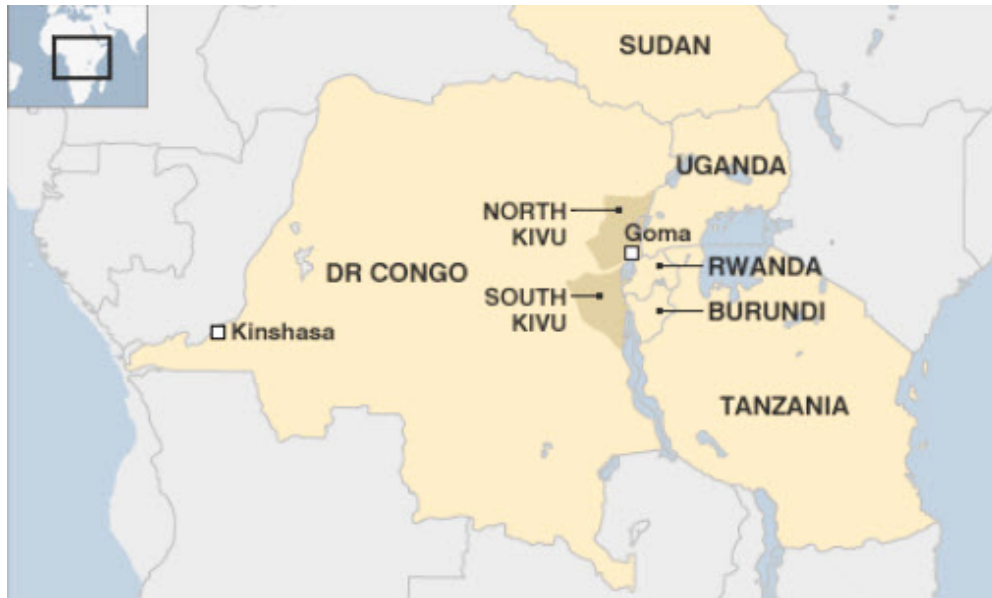 SUDAN
UGANDA
NORTH
KIVU
Goma
DR CONGO
RWANDA
SOUTH
KIVU
BURUNDI
Kinshasa
TANZANIA